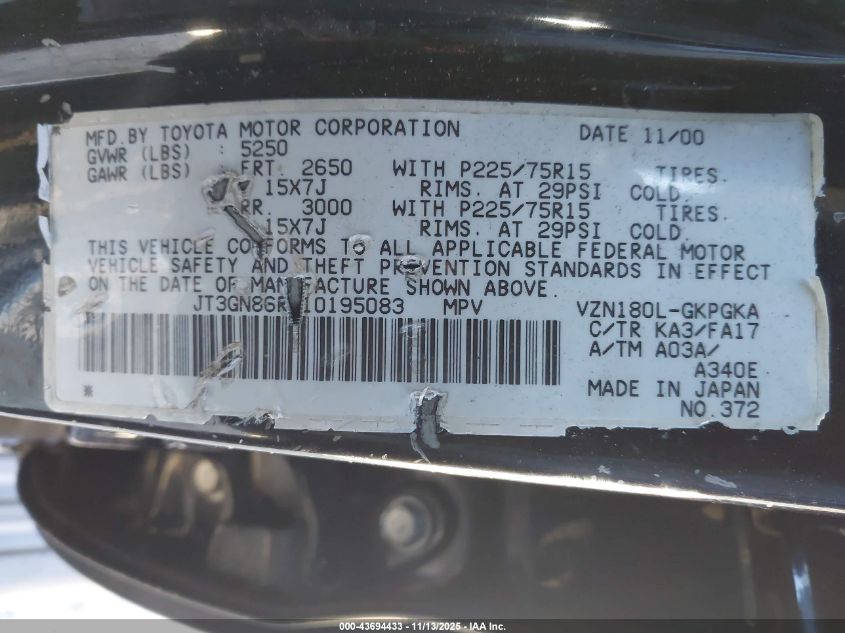 MFD. BY TOYOTA MOTOR CORPORATION DATE 11/00
GVWR (LBS) : 5250
GAWR (LBS) FRT. 2650 WITH P225/75R15 TIRES.
15X7J RIMS. AT 29PSI COLD.
RR. 3000 WITH P225/75R15 TIRES.
15X7J RIMS. AT 29PSI COLD.
THIS VEHICLE CONFORMS TO ALL APPLICABLE FEDERAL MOTOR
VEHICLE SAFETY AND THEFT PREVENTION STANDARDS IN EFFECT
ON THE DATE OF MANUFACTURE SHOWN ABOVE.
MPV VZN180L-GKPGKA
C/TR KA3/FA17
A/TM A03A/
A340E
MADE IN JAPAN
NO.372
000-43694433 - 11/13/2025 - IAA Inc.